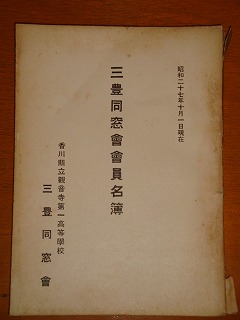 昭和二十七年十月一日現在
三豊同窓會會員名簿
香川縣立觀音寺第一高等學校
三豊同窓會